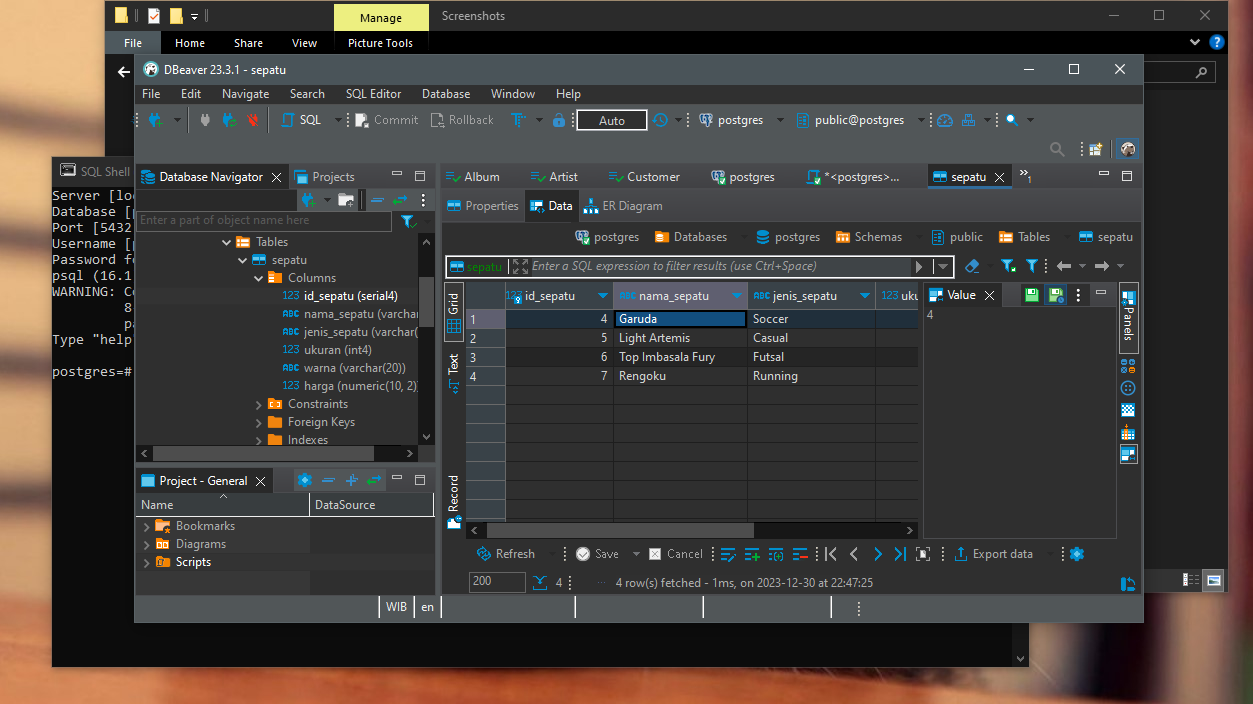 Manage
Screenshots
File
Home
Share
View
Picture Tools
DBeaver 23.3.1 - sepatu
File Edit Navigate Search SQL Editor Database Window Help
SQL
Commit
Rollback
Auto
postgres
public@postgres
SQL Shell
Server [lo
Database [
Port [5432
Username [
Password f
psql (16.1
WARNING:
8
pa
Type "help
postgres=#
Database Navigator
Projects
Enter a part of object name here
Tables
sepatu
Columns
123 id_sepatu (serial4)
ABC nama_sepatu (varcha
ABC jenis_sepatu (varchar(
123 ukuran (int4)
ABC warna (varchar(20))
123 harga (numeric(10, 2)
Constraints
Foreign Keys
Indexes
Project - General
Name
DataSource
Bookmarks
Diagrams
Scripts
Album
Artist
Customer
postgres
*<postgres>...
sepatu
»1
Properties
Data
ER Diagram
postgres
Databases
postgres
Schemas
public
Tables
sepatu
sepatu
Enter a SQL expression to filter results (use Ctrl+Space)
Grid
Text
Record
123 id_sepatu
ABC nama_sepatu
ABC jenis_sepatu
123 uku
1 4 Garuda Soccer
2 5 Light Artemis Casual
3 6 Top Imbasala Fury Futsal
4 7 Rengoku Running
Value
4
Panels
Refresh
Save
Cancel
Export data
200
4
4 row(s) fetched - 1ms, on 2023-12-30 at 22:47:25
WIB
en